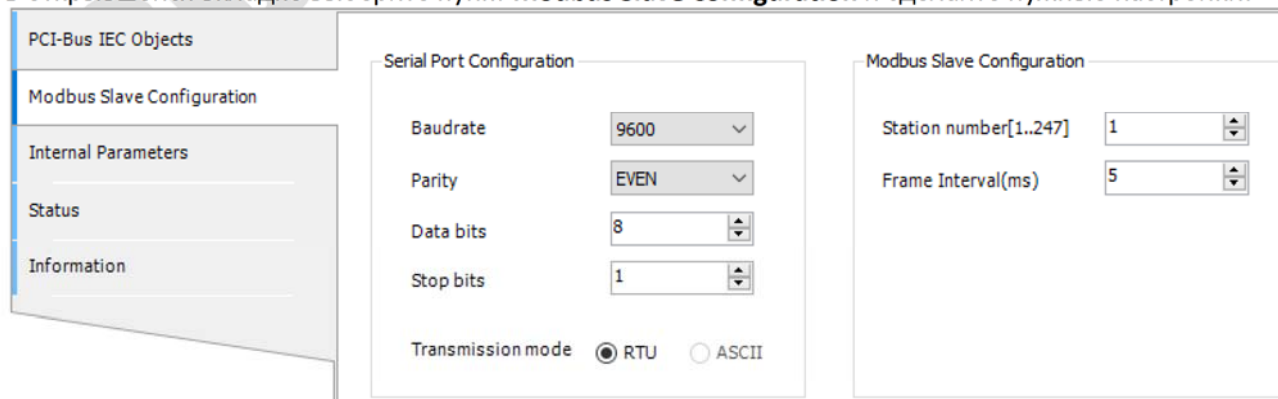 PCI-Bus IEC Objects
Modbus Slave Configuration
Internal Parameters
Status
Information
Serial Port Configuration
Baudrate 9600
Parity EVEN
Data bits 8
Stop bits 1
Transmission mode RTU ASCII
Modbus Slave Configuration
Station number[1..247] 1
Frame Interval(ms) 5